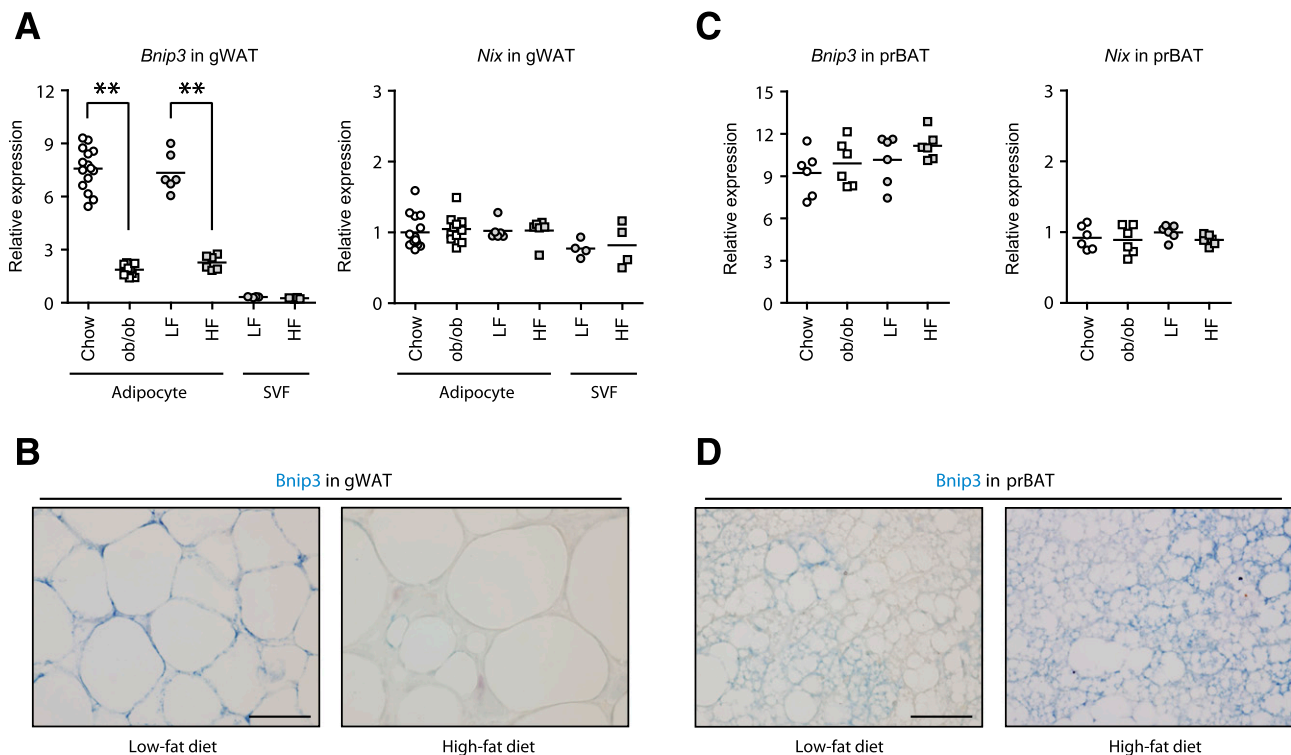 A
Bnip3 in gWAT
**
**
Relative expression
12
9
6
3
0
Chow
ob/ob
LF
HF
LF
HF
Adipocyte
SVF
Nix in gWAT
Relative expression
3
2
1
0
Chow
ob/ob
LF
HF
LF
HF
Adipocyte
SVF
C
Bnip3 in prBAT
Relative expression
15
12
9
6
3
0
Chow
ob/ob
LF
HF
Nix in prBAT
Relative expression
3
2
1
0
Chow
ob/ob
LF
HF
B
Bnip3 in gWAT
Low-fat diet
High-fat diet
D
Bnip3 in prBAT
Low-fat diet
High-fat diet